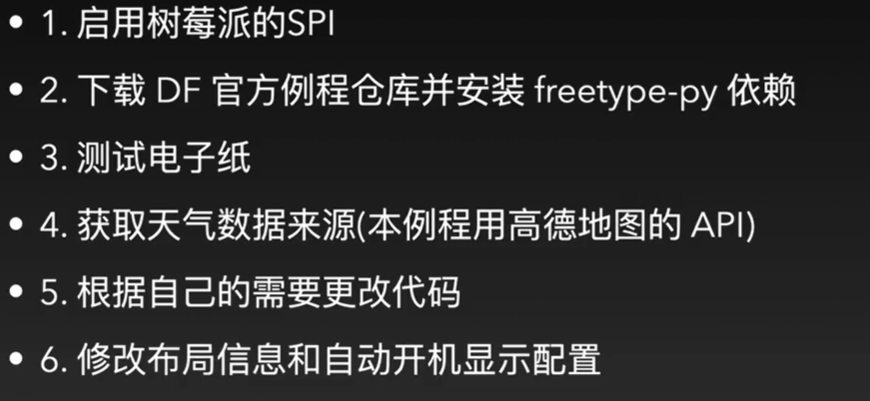 • 1. 启用树莓派的SPI
• 2. 下载 DF 官方例程仓库并安装 freetype-py 依赖
• 3. 测试电子纸
• 4. 获取天气数据来源(本例程用高德地图的 API)
• 5. 根据自己的需要更改代码
• 6. 修改布局信息和自动开机显示配置